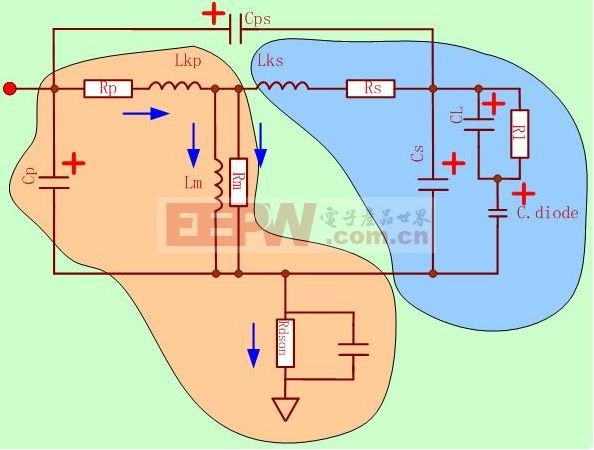 Cps
Lkp
Lks
Rp
Rs
CL
Rl
Cp
Lm
Rm
Cs
C.diode
EEPW
電子產品世界
.com.cn
Rdson